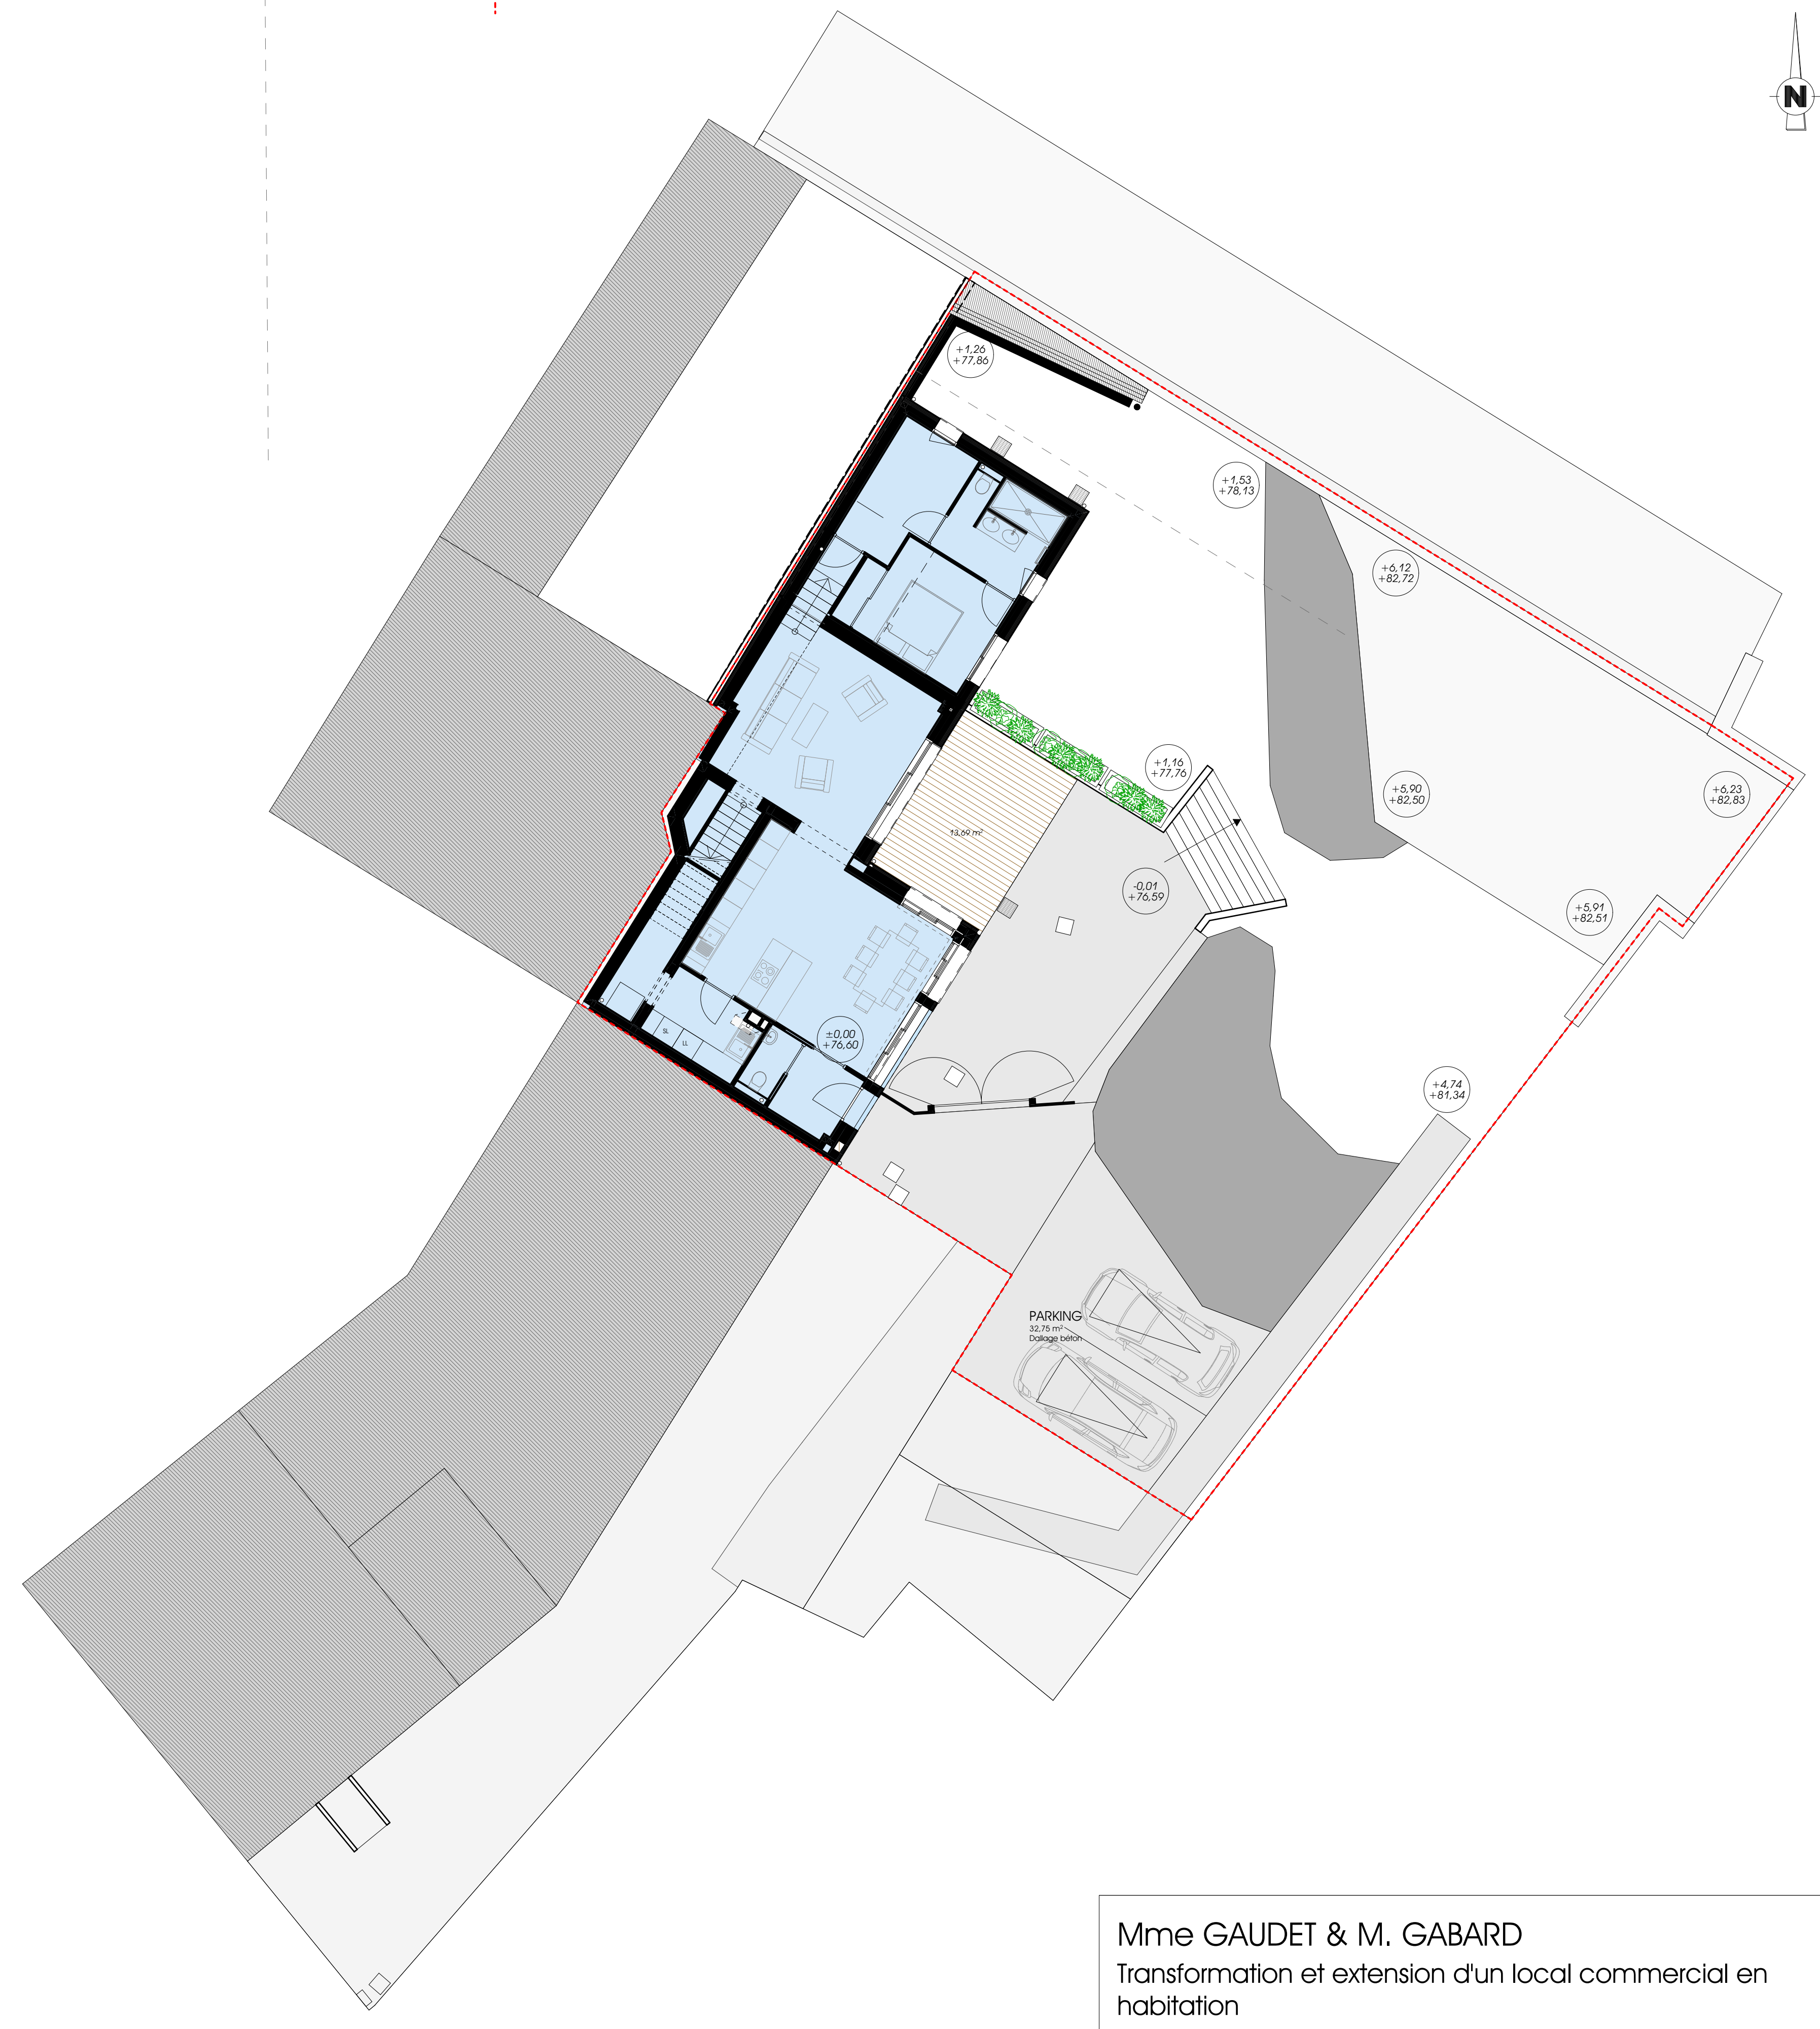 N
+1,26
+77,86
+1,53
+78,13
+6,12
+82,72
+1,16
+77,76
+5,90
+82,50
+6,23
+82,83
13,69 m²
-0,01
+76,59
+5,91
+82,51
SL
LL
±0,00
+76,60
+4,74
+81,34
PARKING
32,75 m²
Dallage béton
Mme GAUDET & M. GABARD
Transformation et extension d'un local commercial en
habitation